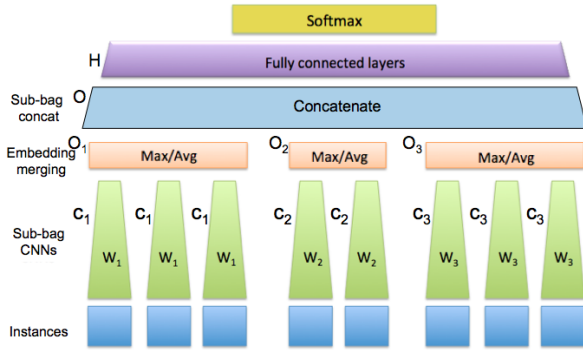 Softmax
H Fully connected layers
Sub-bag concat O Concatenate
Embedding merging O1 Max/Avg O2 Max/Avg O3 Max/Avg
Sub-bag CNNs C1 C1 C1 C2 C2 C3 C3 C3
W1 W1 W1 W2 W2 W3 W3 W3
Instances